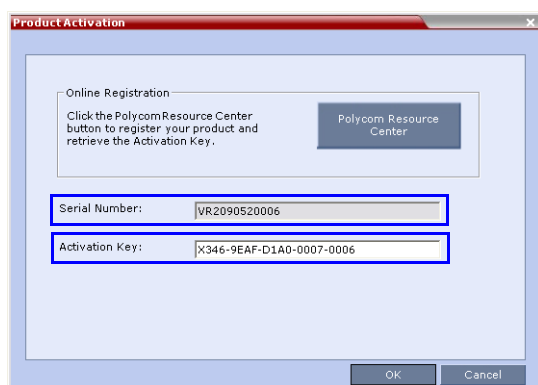 Product Activation
Online Registration
Click the Polycom Resource Center
button to register your product and
retrieve the Activation Key.
Polycom Resource
Center
Serial Number:
VR2090520006
Activation Key:
X346-9EAF-D1A0-0007-0006
OK
Cancel